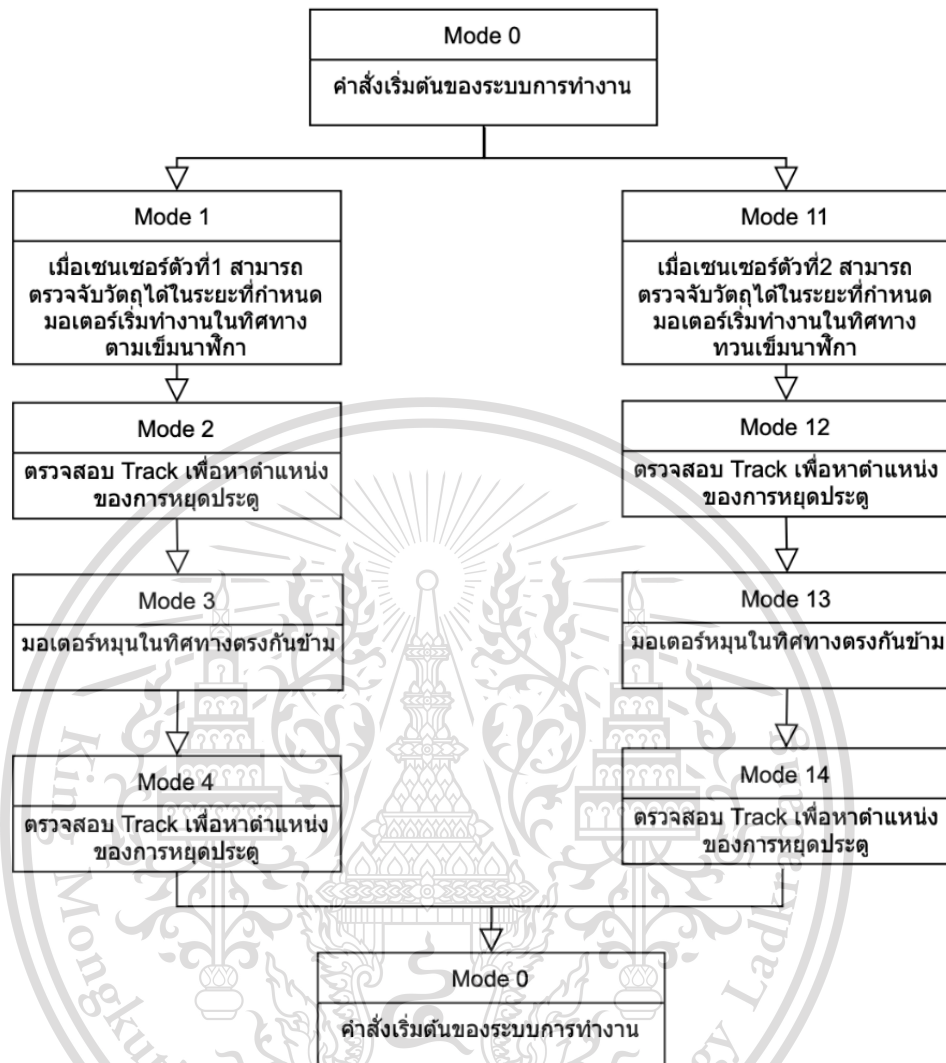 Mode 0
คำสั่งเริ่มต้นของระบบการทำงาน
Mode 1
เมื่อเซนเซอร์ตัวที่1 สามารถ
ตรวจจับวัตถุได้ในระยะที่กำหนด
มอเตอร์เริ่มทำงานในทิศทาง
ตามเข็มนาฬิกา
Mode 11
เมื่อเซนเซอร์ตัวที่2 สามารถ
ตรวจจับวัตถุได้ในระยะที่กำหนด
มอเตอร์เริ่มทำงานในทิศทาง
ทวนเข็มนาฬิกา
Mode 2
ตรวจสอบ Track เพื่อหาตำแหน่ง
ของการหยุดประตู
Mode 12
ตรวจสอบ Track เพื่อหาตำแหน่ง
ของการหยุดประตู
Mode 3
มอเตอร์หมุนในทิศทางตรงกันข้าม
Mode 13
มอเตอร์หมุนในทิศทางตรงกันข้าม
Mode 4
ตรวจสอบ Track เพื่อหาตำแหน่ง
ของการหยุดประตู
Mode 14
ตรวจสอบ Track เพื่อหาตำแหน่ง
ของการหยุดประตู
Mode 0
คำสั่งเริ่มต้นของระบบการทำงาน
King Mongkut